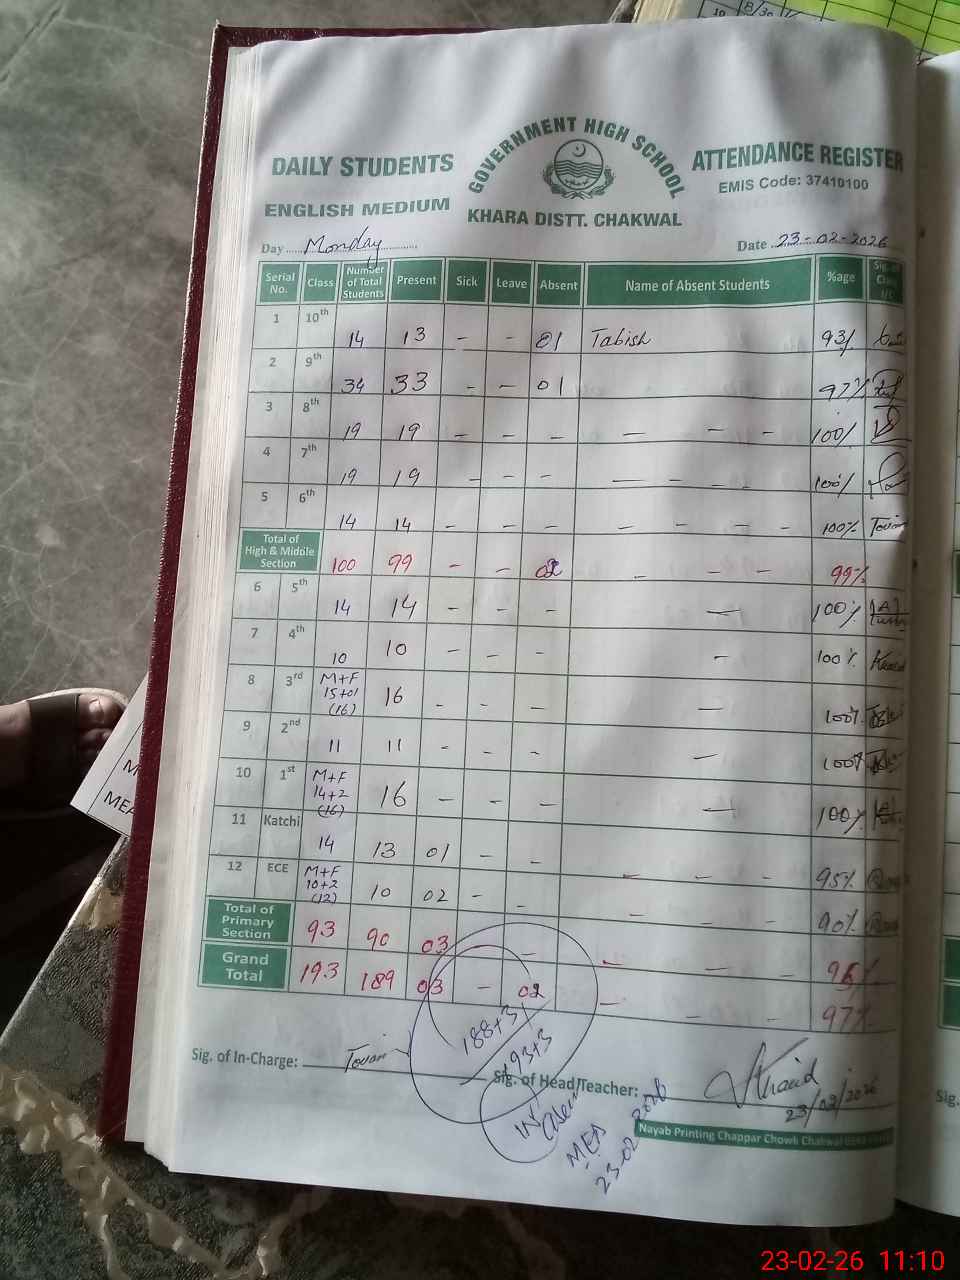 DAILY STUDENTS
ENGLISH MEDIUM
GOVERNMENT HIGH SCHOOL
KHARA DISTT. CHAKWAL
ATTENDANCE REGISTER
EMIS Code: 37410100
Day Monday
Date 23-02-2026
Serial No. Class Number of Total Students Present Sick Leave Absent Name of Absent Students %age
1 10th 14 13 - - 01 Tabish 93%
2 9th 34 33 - - 01 97%
3 8th 19 19 - - - - - - 100%
4 7th 19 19 - - - - - - 100%
5 6th 14 14 - - - - - - - 100%
Total of High & Middle Section 100 99 - - 02 - - - 99%
6 5th 14 14 - - - - 100%
7 4th 10 10 - - - - 100%
8 3rd M+F 15+01 (16) 16 - - - - 100%
9 2nd 11 11 - - - - 100%
10 1st M+F 14+2 (16) 16 - - - - 100%
11 Katchi 14 13 01 - - - - - 95%
12 ECE M+F 10+2 (12) 10 02 - - - - 90%
Total of Primary Section 93 90 03 - - - - - 96%
Grand Total 193 189 03 - 02 - - - 97%
188+3
193+3
Sig. of In-Charge:
Sig. of Head/Teacher:
23/02/2026
MEA
23-02-2026
Nayab Printing Chappar Chowk Chakwal
Sig.
M
MEA
23-02-26 11:10